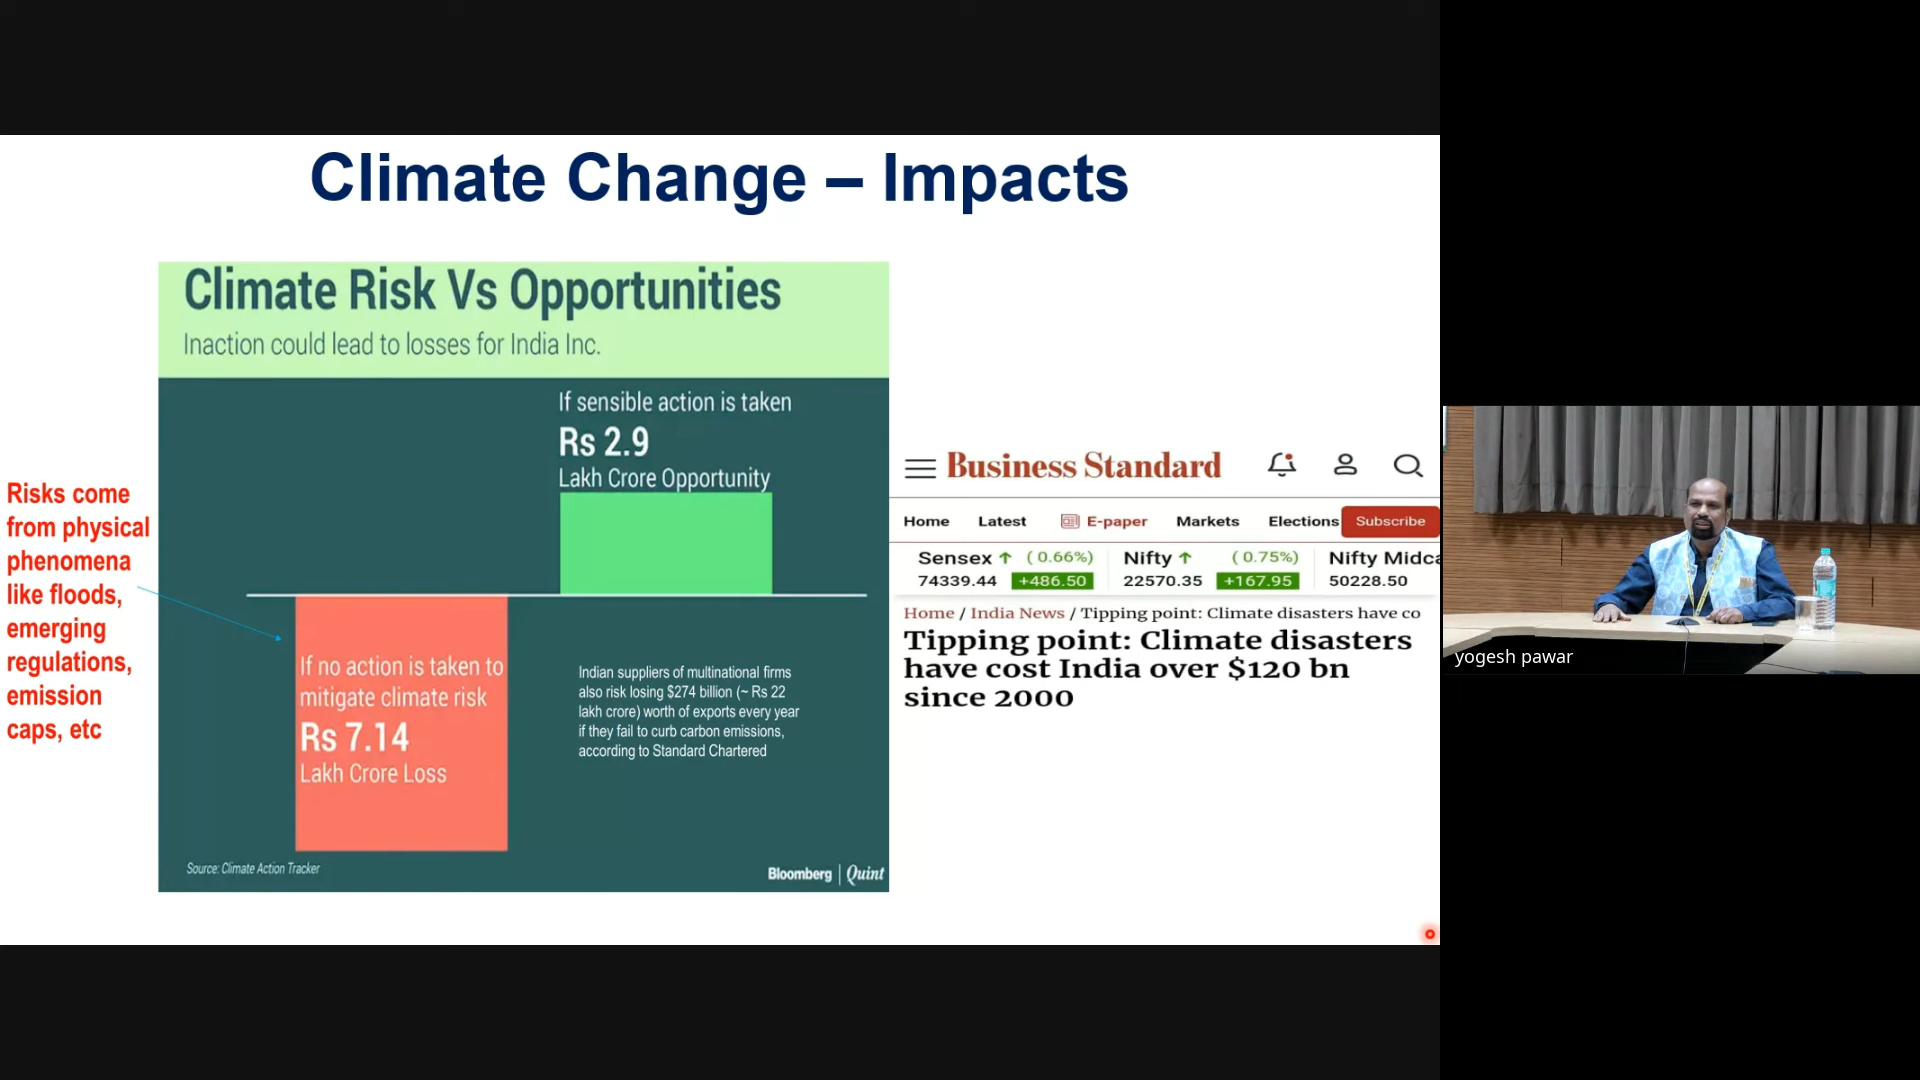 Climate Change – Impacts
Climate Risk Vs Opportunities
Inaction could lead to losses for India Inc.
If sensible action is taken
Rs 2.9
Lakh Crore Opportunity
Risks come
from physical
phenomena
like floods,
emerging
regulations,
emission
caps, etc
If no action is taken to
mitigate climate risk
Rs 7.14
Lakh Crore Loss
Indian suppliers of multinational firms
also risk losing $274 billion (~ Rs 22
lakh crore) worth of exports every year
if they fail to curb carbon emissions,
according to Standard Chartered
Source: Climate Action Tracker
Bloomberg | Quint
Business Standard
Home Latest E-paper Markets Elections Subscribe
Sensex ↑ ( 0.66%) Nifty ↑ ( 0.75%) Nifty Midca
74339.44 +486.50 22570.35 +167.95 50228.50
Home / India News / Tipping point: Climate disasters have co
Tipping point: Climate disasters
have cost India over $120 bn
since 2000
yogesh pawar